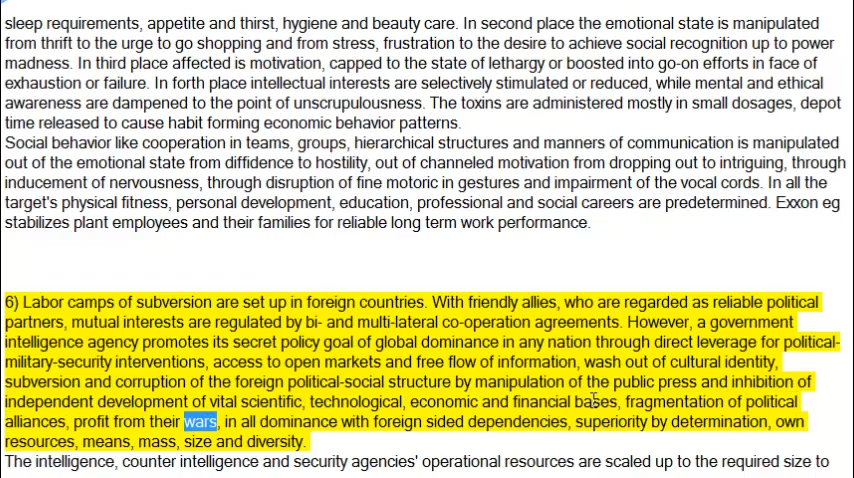 sleep requirements, appetite and thirst, hygiene and beauty care. In second place the emotional state is manipulated
from thrift to the urge to go shopping and from stress, frustration to the desire to achieve social recognition up to power
madness. In third place affected is motivation, capped to the state of lethargy or boosted into go-on efforts in face of
exhaustion or failure. In forth place intellectual interests are selectively stimulated or reduced, while mental and ethical
awareness are dampened to the point of unscrupulousness. The toxins are administered mostly in small dosages, depot
time released to cause habit forming economic behavior patterns.
Social behavior like cooperation in teams, groups, hierarchical structures and manners of communication is manipulated
out of the emotional state from diffidence to hostility, out of channeled motivation from dropping out to intriguing, through
inducement of nervousness, through disruption of fine motoric in gestures and impairment of the vocal cords. In all the
target's physical fitness, personal development, education, professional and social careers are predetermined. Exxon eg
stabilizes plant employees and their families for reliable long term work performance.
6) Labor camps of subversion are set up in foreign countries. With friendly allies, who are regarded as reliable political
partners, mutual interests are regulated by bi- and multi-lateral co-operation agreements. However, a government
intelligence agency promotes its secret policy goal of global dominance in any nation through direct leverage for political-
military-security interventions, access to open markets and free flow of information, wash out of cultural identity,
subversion and corruption of the foreign political-social structure by manipulation of the public press and inhibition of
independent development of vital scientific, technological, economic and financial bases, fragmentation of political
alliances, profit from their wars, in all dominance with foreign sided dependencies, superiority by determination, own
resources, means, mass, size and diversity.
The intelligence, counter intelligence and security agencies' operational resources are scaled up to the required size to